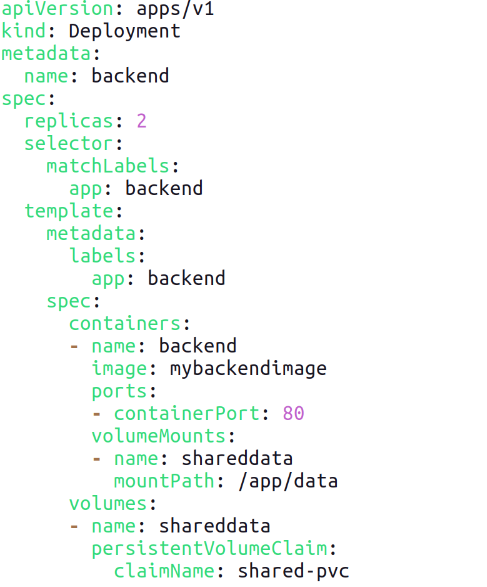 apiVersion: apps/v1
kind: Deployment
metadata:
  name: backend
spec:
  replicas: 2
  selector:
    matchLabels:
      app: backend
  template:
    metadata:
      labels:
        app: backend
    spec:
      containers:
      - name: backend
        image: mybackendimage
        ports:
        - containerPort: 80
        volumeMounts:
        - name: shareddata
          mountPath: /app/data
      volumes:
      - name: shareddata
        persistentVolumeClaim:
          claimName: shared-pvc